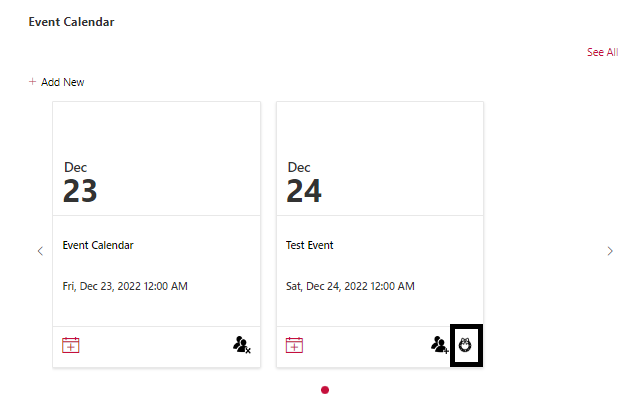 Event Calendar
See All
+ Add New
Dec
23
Event Calendar
Fri, Dec 23, 2022 12:00 AM
Dec
24
Test Event
Sat, Dec 24, 2022 12:00 AM